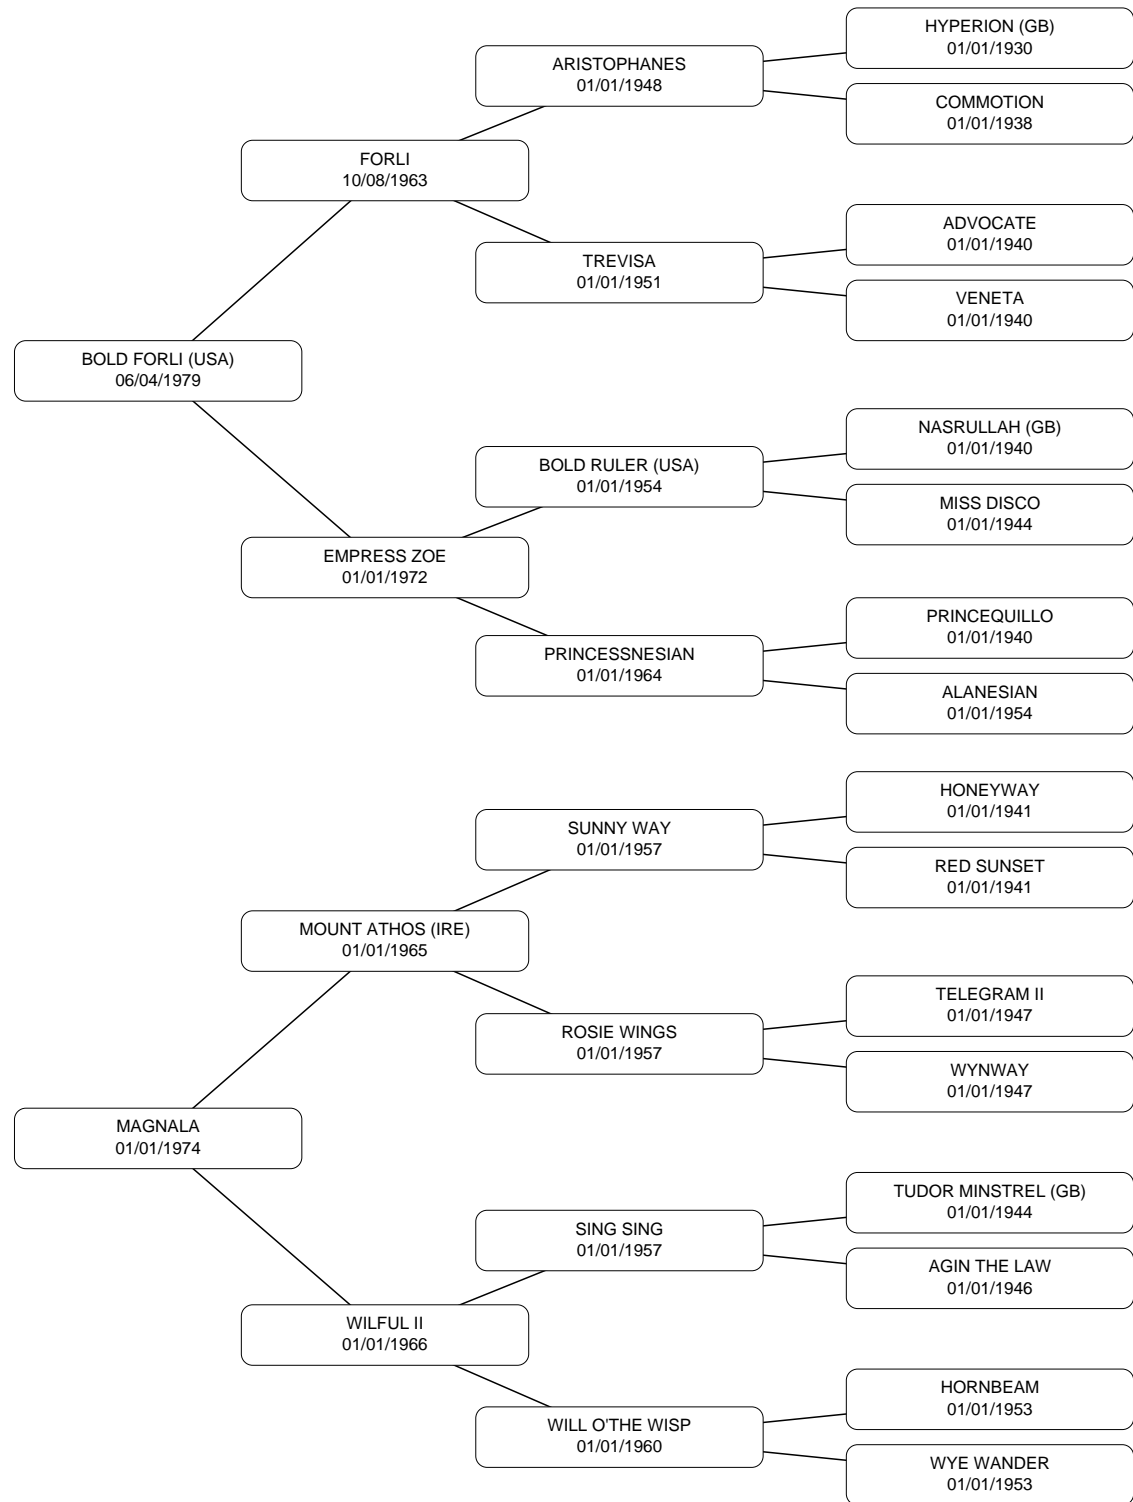 HYPERION (GB)
01/01/1930
ARISTOPHANES
01/01/1948
COMMOTION
01/01/1938
FORLI
10/08/1963
ADVOCATE
01/01/1940
TREVISA
01/01/1951
VENETA
01/01/1940
BOLD FORLI (USA)
06/04/1979
NASRULLAH (GB)
01/01/1940
BOLD RULER (USA)
01/01/1954
MISS DISCO
01/01/1944
EMPRESS ZOE
01/01/1972
PRINCEQUILLO
01/01/1940
PRINCESSNESIAN
01/01/1964
ALANESIAN
01/01/1954
HONEYWAY
01/01/1941
SUNNY WAY
01/01/1957
RED SUNSET
01/01/1941
MOUNT ATHOS (IRE)
01/01/1965
TELEGRAM II
01/01/1947
ROSIE WINGS
01/01/1957
WYNWAY
01/01/1947
MAGNALA
01/01/1974
TUDOR MINSTREL (GB)
01/01/1944
SING SING
01/01/1957
AGIN THE LAW
01/01/1946
WILFUL II
01/01/1966
HORNBEAM
01/01/1953
WILL O'THE WISP
01/01/1960
WYE WANDER
01/01/1953